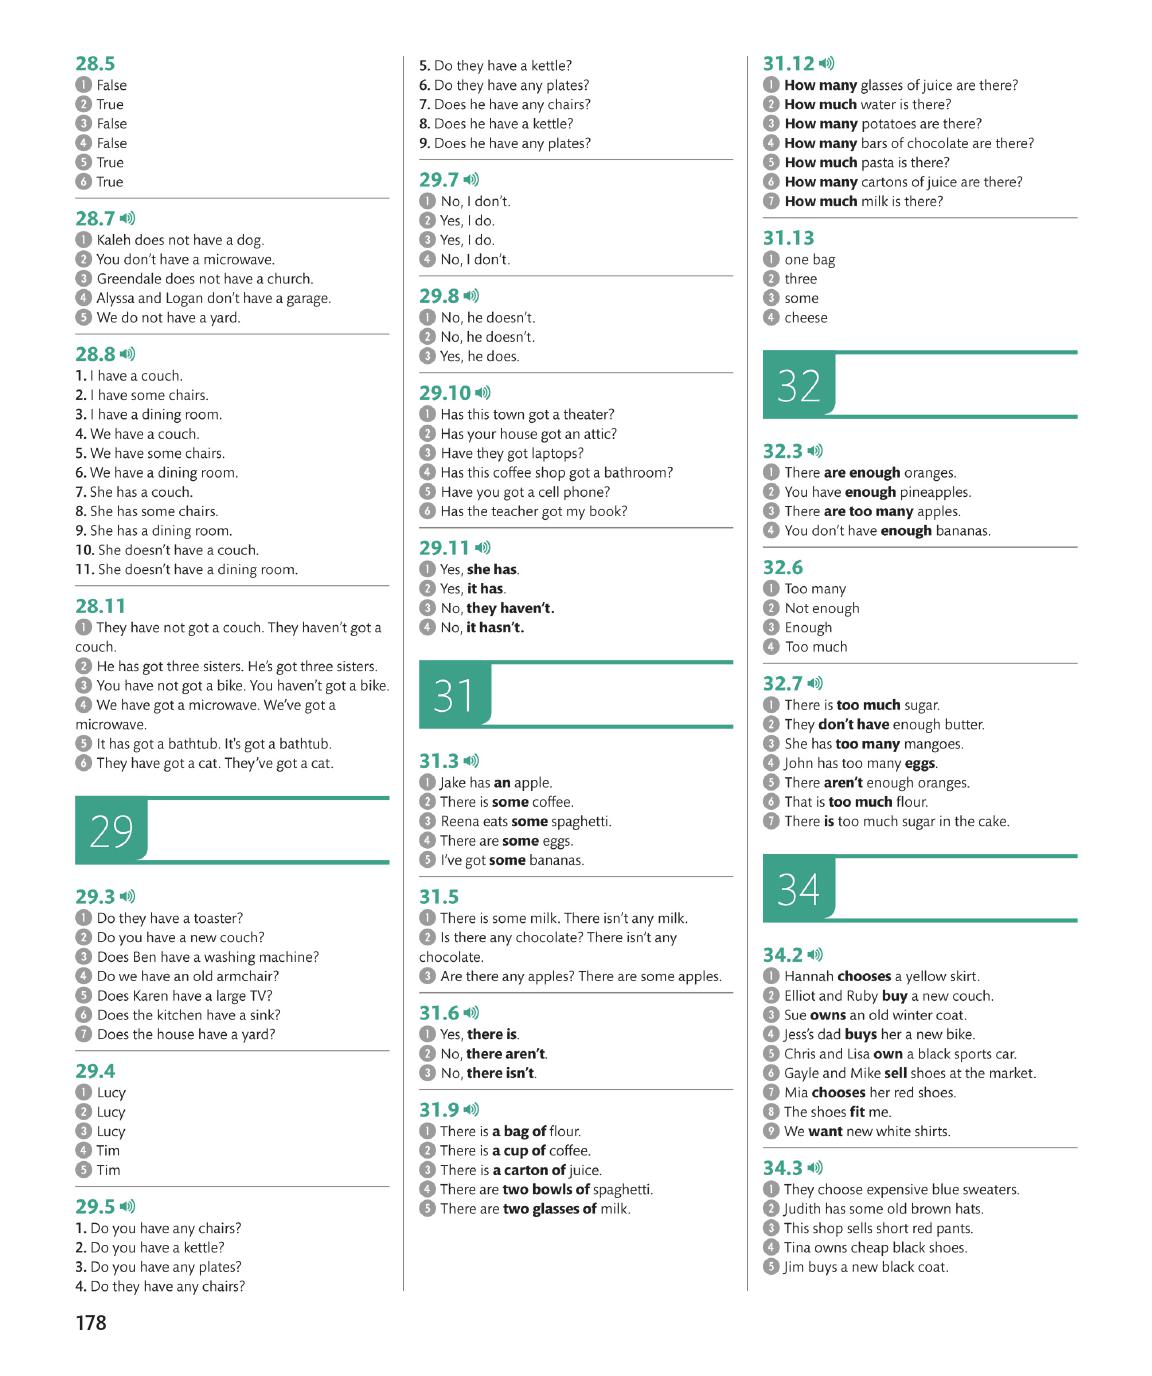 28.5
1 False
2 True
3 False
4 False
5 True
6 True
28.7
1 Kaleh does not have a dog.
2 You don't have a microwave.
3 Greendale does not have a church.
4 Alyssa and Logan don't have a garage.
5 We do not have a yard.
28.8
1. I have a couch.
2. I have some chairs.
3. I have a dining room.
4. We have a couch.
5. We have some chairs.
6. We have a dining room.
7. She has a couch.
8. She has some chairs.
9. She has a dining room.
10. She doesn't have a couch.
11. She doesn't have a dining room.
28.11
1 They have not got a couch. They haven't got a
couch.
2 He has got three sisters. He's got three sisters.
3 You have not got a bike. You haven't got a bike.
4 We have got a microwave. We've got a
microwave.
5 It has got a bathtub. It's got a bathtub.
6 They have got a cat. They've got a cat.
29
29.3
1 Do they have a toaster?
2 Do you have a new couch?
3 Does Ben have a washing machine?
4 Do we have an old armchair?
5 Does Karen have a large TV?
6 Does the kitchen have a sink?
7 Does the house have a yard?
29.4
1 Lucy
2 Lucy
3 Lucy
4 Tim
5 Tim
29.5
1. Do you have any chairs?
2. Do you have a kettle?
3. Do you have any plates?
4. Do they have any chairs?
5. Do they have a kettle?
6. Do they have any plates?
7. Does he have any chairs?
8. Does he have a kettle?
9. Does he have any plates?
29.7
1 No, I don't.
2 Yes, I do.
3 Yes, I do.
4 No, I don't.
29.8
1 No, he doesn't.
2 No, he doesn't.
3 Yes, he does.
29.10
1 Has this town got a theater?
2 Has your house got an attic?
3 Have they got laptops?
4 Has this coffee shop got a bathroom?
5 Have you got a cell phone?
6 Has the teacher got my book?
29.11
1 Yes, she has.
2 Yes, it has.
3 No, they haven't.
4 No, it hasn't.
31
31.3
1 Jake has an apple.
2 There is some coffee.
3 Reena eats some spaghetti.
4 There are some eggs.
5 I've got some bananas.
31.5
1 There is some milk. There isn't any milk.
2 Is there any chocolate? There isn't any
chocolate.
3 Are there any apples? There are some apples.
31.6
1 Yes, there is.
2 No, there aren't.
3 No, there isn't.
31.9
1 There is a bag of flour.
2 There is a cup of coffee.
3 There is a carton of juice.
4 There are two bowls of spaghetti.
5 There are two glasses of milk.
31.12
1 How many glasses of juice are there?
2 How much water is there?
3 How many potatoes are there?
4 How many bars of chocolate are there?
5 How much pasta is there?
6 How many cartons of juice are there?
7 How much milk is there?
31.13
1 one bag
2 three
3 some
4 cheese
32
32.3
1 There are enough oranges.
2 You have enough pineapples.
3 There are too many apples.
4 You don't have enough bananas.
32.6
1 Too many
2 Not enough
3 Enough
4 Too much
32.7
1 There is too much sugar.
2 They don't have enough butter.
3 She has too many mangoes.
4 John has too many eggs.
5 There aren't enough oranges.
6 That is too much flour.
7 There is too much sugar in the cake.
34
34.2
1 Hannah chooses a yellow skirt.
2 Elliot and Ruby buy a new couch.
3 Sue owns an old winter coat.
4 Jess's dad buys her a new bike.
5 Chris and Lisa own a black sports car.
6 Gayle and Mike sell shoes at the market.
7 Mia chooses her red shoes.
8 The shoes fit me.
9 We want new white shirts.
34.3
1 They choose expensive blue sweaters.
2 Judith has some old brown hats.
3 This shop sells short red pants.
4 Tina owns cheap black shoes.
5 Jim buys a new black coat.
178